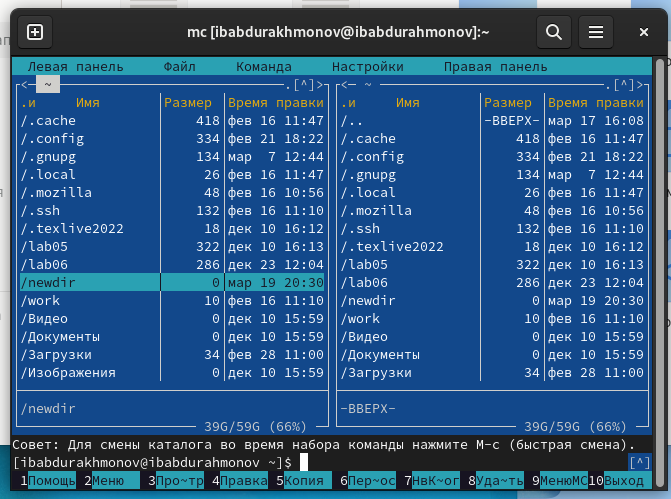 mc [ibabdurakhmonov@ibabdurahmonov]:~
Левая панель Файл Команда Настройки Правая панель
<— ~ .[^]> <— ~ .[^]>
.и Имя Размер Время правки .и Имя Размер Время правки
/.cache 418 фев 16 11:47 /.. -ВВЕРХ- мар 17 16:08
/.config 334 фев 21 18:22 /.cache 418 фев 16 11:47
/.gnupg 134 мар 7 12:44 /.config 334 фев 21 18:22
/.local 26 фев 16 11:47 /.gnupg 134 мар 7 12:44
/.mozilla 48 фев 16 10:56 /.local 26 фев 16 11:47
/.ssh 132 фев 16 11:10 /.mozilla 48 фев 16 10:56
/.texlive2022 18 дек 10 16:12 /.ssh 132 фев 16 11:10
/lab05 322 дек 10 16:13 /.texlive2022 18 дек 10 16:12
/lab06 286 дек 23 12:04 /lab05 322 дек 10 16:13
/newdir 0 мар 19 20:30 /lab06 286 дек 23 12:04
/work 10 фев 16 11:10 /newdir 0 мар 19 20:30
/Видео 0 дек 10 15:59 /work 10 фев 16 11:10
/Документы 0 дек 10 15:59 /Видео 0 дек 10 15:59
/Загрузки 34 фев 28 11:00 /Документы 0 дек 10 15:59
/Изображения 0 дек 10 15:59 /Загрузки 34 фев 28 11:00
/newdir -ВВЕРХ-
39G/59G (66%) 39G/59G (66%)
Совет: Для смены каталога во время набора команды нажмите M-c (быстрая смена).
[ibabdurakhmonov@ibabdurahmonov ~]$ [^]
1Помощь 2Меню 3Про~тр 4Правка 5Копия 6Пер~ос 7НвК~ог 8Уда~ть 9МенюMC 10Выход